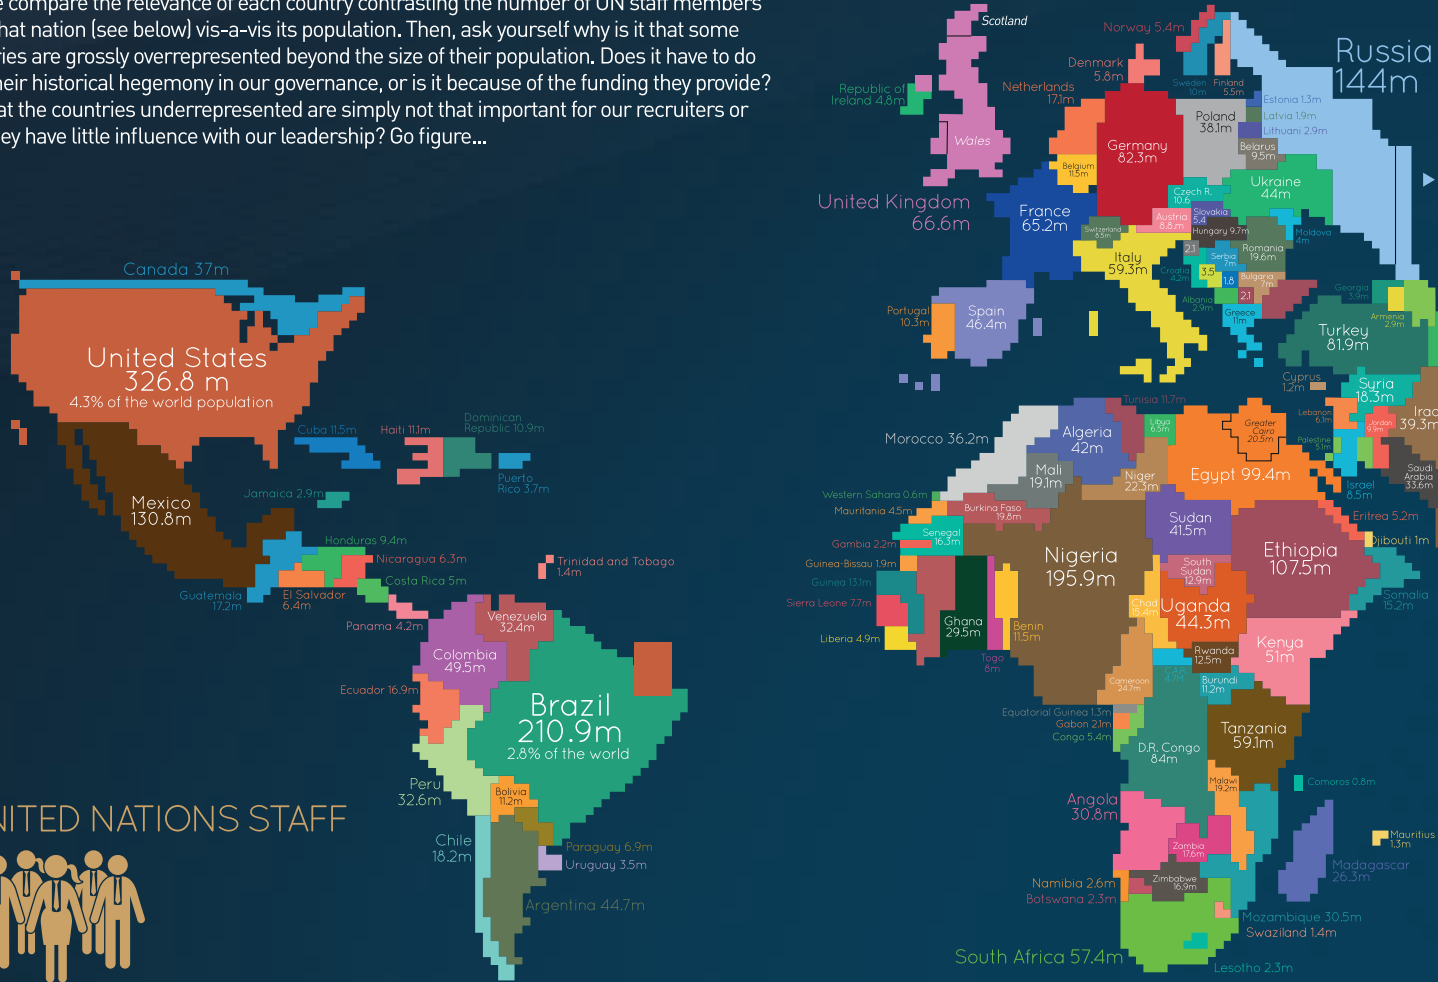 compare the relevance of each country contrasting the number of UN staff members
hat nation (see below) vis-a-vis its population. Then, ask yourself why is it that some
ries are grossly overrepresented beyond the size of their population. Does it have to do
heir historical hegemony in our governance, or is it because of the funding they provide?
at the countries underrepresented are simply not that important for our recruiters or
ey have little influence with our leadership? Go figure...
Canada 37m
United States
326.8 m
4.3% of the world population
Mexico
130.8m
Cuba 11.5m
Haiti 11.1m
Dominican
Republic 10.9m
Puerto
Rico 3.7m
Jamaica 2.9m
Honduras 9.4m
Nicaragua 6.3m
Costa Rica 5m
Guatemala
17.2m
El Salvador
6.4m
Panama 4.2m
Trinidad and Tobago
1.4m
Venezuela
32.4m
Colombia
49.5m
Ecuador 16.9m
Brazil
210.9m
2.8% of the world
Peru
32.6m
Bolivia
11.2m
Chile
18.2m
Paraguay 6.9m
Uruguay 3.5m
Argentina 44.7m
NITED NATIONS STAFF
Scotland
Wales
Republic of
Ireland 4,8m
United Kingdom
66.6m
Norway 5.4m
Denmark
5.8m
Netherlands
17.1m
Sweden
10m
Finland
5.5m
Russia
144m
Estonia 1.3m
Latvia 1.9m
Lithuani 2.9m
Poland
38.1m
Belarus
9.5m
Germany
82.3m
Belgium
11.5m
Ukraine
44m
Czech R.
10.6
France
65.2m
Austria
8.8.m
Slovakia
5.4
Switzerland
8.5m
Hungary 9.7m
Moldova
4m
Romania
19.6m
2.1
Italy
59.3m
Serbia
7m
Croatia
4.2m
3.5
1.8
Bulgaria
7m
Albania
2.9m
2.1
Greece
11m
Portugal
10.3m
Spain
46.4m
Georgia
3.9m
Armenia
2.9m
Turkey
81.9m
Cyprus
1.2m
Syria
18.3m
Lebanon
6.1m
Jordan
9.9m
Iraq
39.3m
Palestine
5.1m
Israel
8.5m
Saudi
Arabia
33.6m
Tunisia 11.7m
Morocco 36.2m
Algeria
42m
Libya
6.5m
Greater
Cairo
20.5m
Egypt 99.4m
Mali
19.1m
Niger
22.3m
Western Sahara 0.6m
Mauritania 4.5m
Burkina Faso
19.8m
Senegal
16.3m
Gambia 2.2m
Guinea-Bissau 1.9m
Guinea 13.1m
Sierra Leone 7.7m
Liberia 4.9m
Ghana
29.5m
Togo
8m
Benin
11.5m
Nigeria
195.9m
Sudan
41.5m
Eritrea 5.2m
Djibouti 1m
Ethiopia
107.5m
Somalia
15.2m
South
Sudan
12.9m
Chad
15.4m
Uganda
44.3m
Kenya
51m
Rwanda
12.5m
Burundi
11.2m
CAR
4.7m
Cameroon
24.7m
Equatorial Guinea 1.3m
Gabon 2.1m
Congo 5.4m
D.R. Congo
84m
Tanzania
59.1m
Malawi
19.2m
Comoros 0.8m
Angola
30.8m
Zambia
17.6m
Mauritius
1.3m
Madagascar
26.3m
Zimbabwe
16.9m
Namibia 2.6m
Botswana 2.3m
Mozambique 30.5m
Swaziland 1.4m
South Africa 57.4m
Lesotho 2.3m